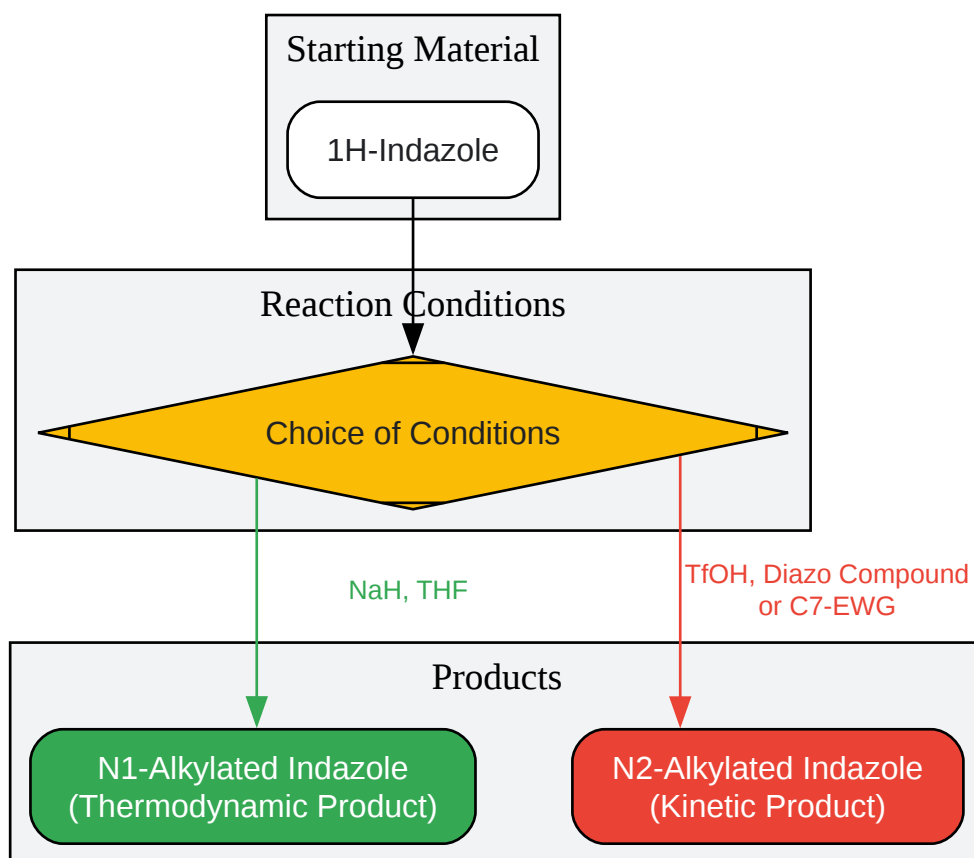 Starting Material
1H-Indazole
Reaction Conditions
Choice of Conditions
NaH, THF
TfOH, Diazo Compound
or C7-EWG
Products
N1-Alkylated Indazole
(Thermodynamic Product)
N2-Alkylated Indazole
(Kinetic Product)